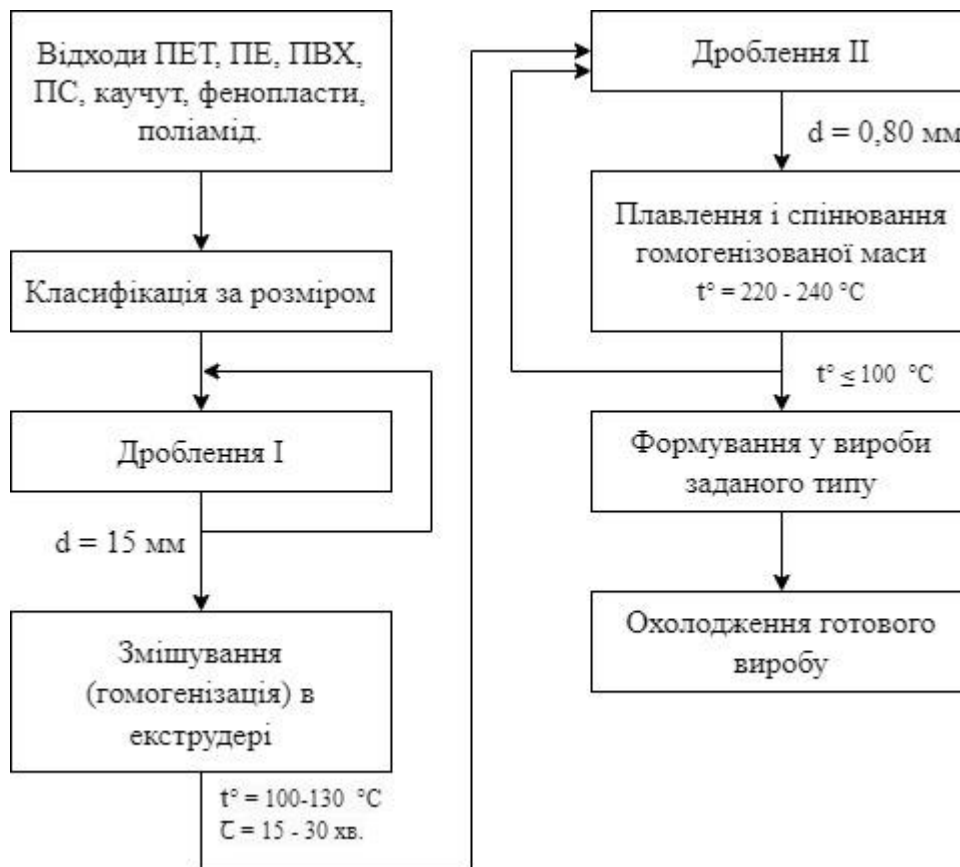 Відходи ПЕТ, ПЕ, ПВХ,
ПС, каучут, фенопласти,
поліамід.
Класифікація за розміром
Дроблення I
d = 15 мм
Змішування
(гомогенізація) в
екструдері
t° = 100-130 °C
τ = 15 - 30 хв.
Дроблення II
d = 0,80 мм
Плавлення і спінювання
гомогенізованої маси
t° = 220 - 240 °C
t° ≤ 100 °C
Формування у вироби
заданого типу
Охолодження готового
виробу